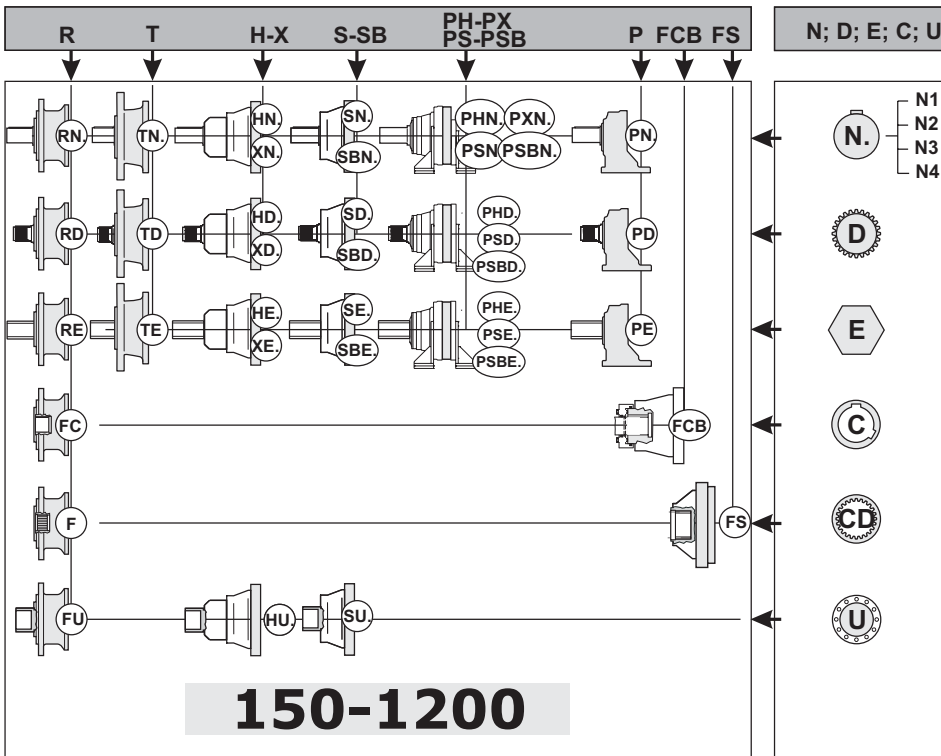 PH-PX
R T H-X S-SB PS-PSB P FCB FS N; D; E; C; U
N1
HN. SN. PHN. PXN. N2
RN. TN. PN. N.
XN. SBN. PSN PSBN. N3
N4
HD. SD. PHD.
RD TD PSD. PD D
XD. SBD. PSBD.
HE. SE. PHE.
RE TE PSE. PE E
XE. SBE. PSBE.
FC FCB C
F FS CD
FU HU. SU. U
150-1200